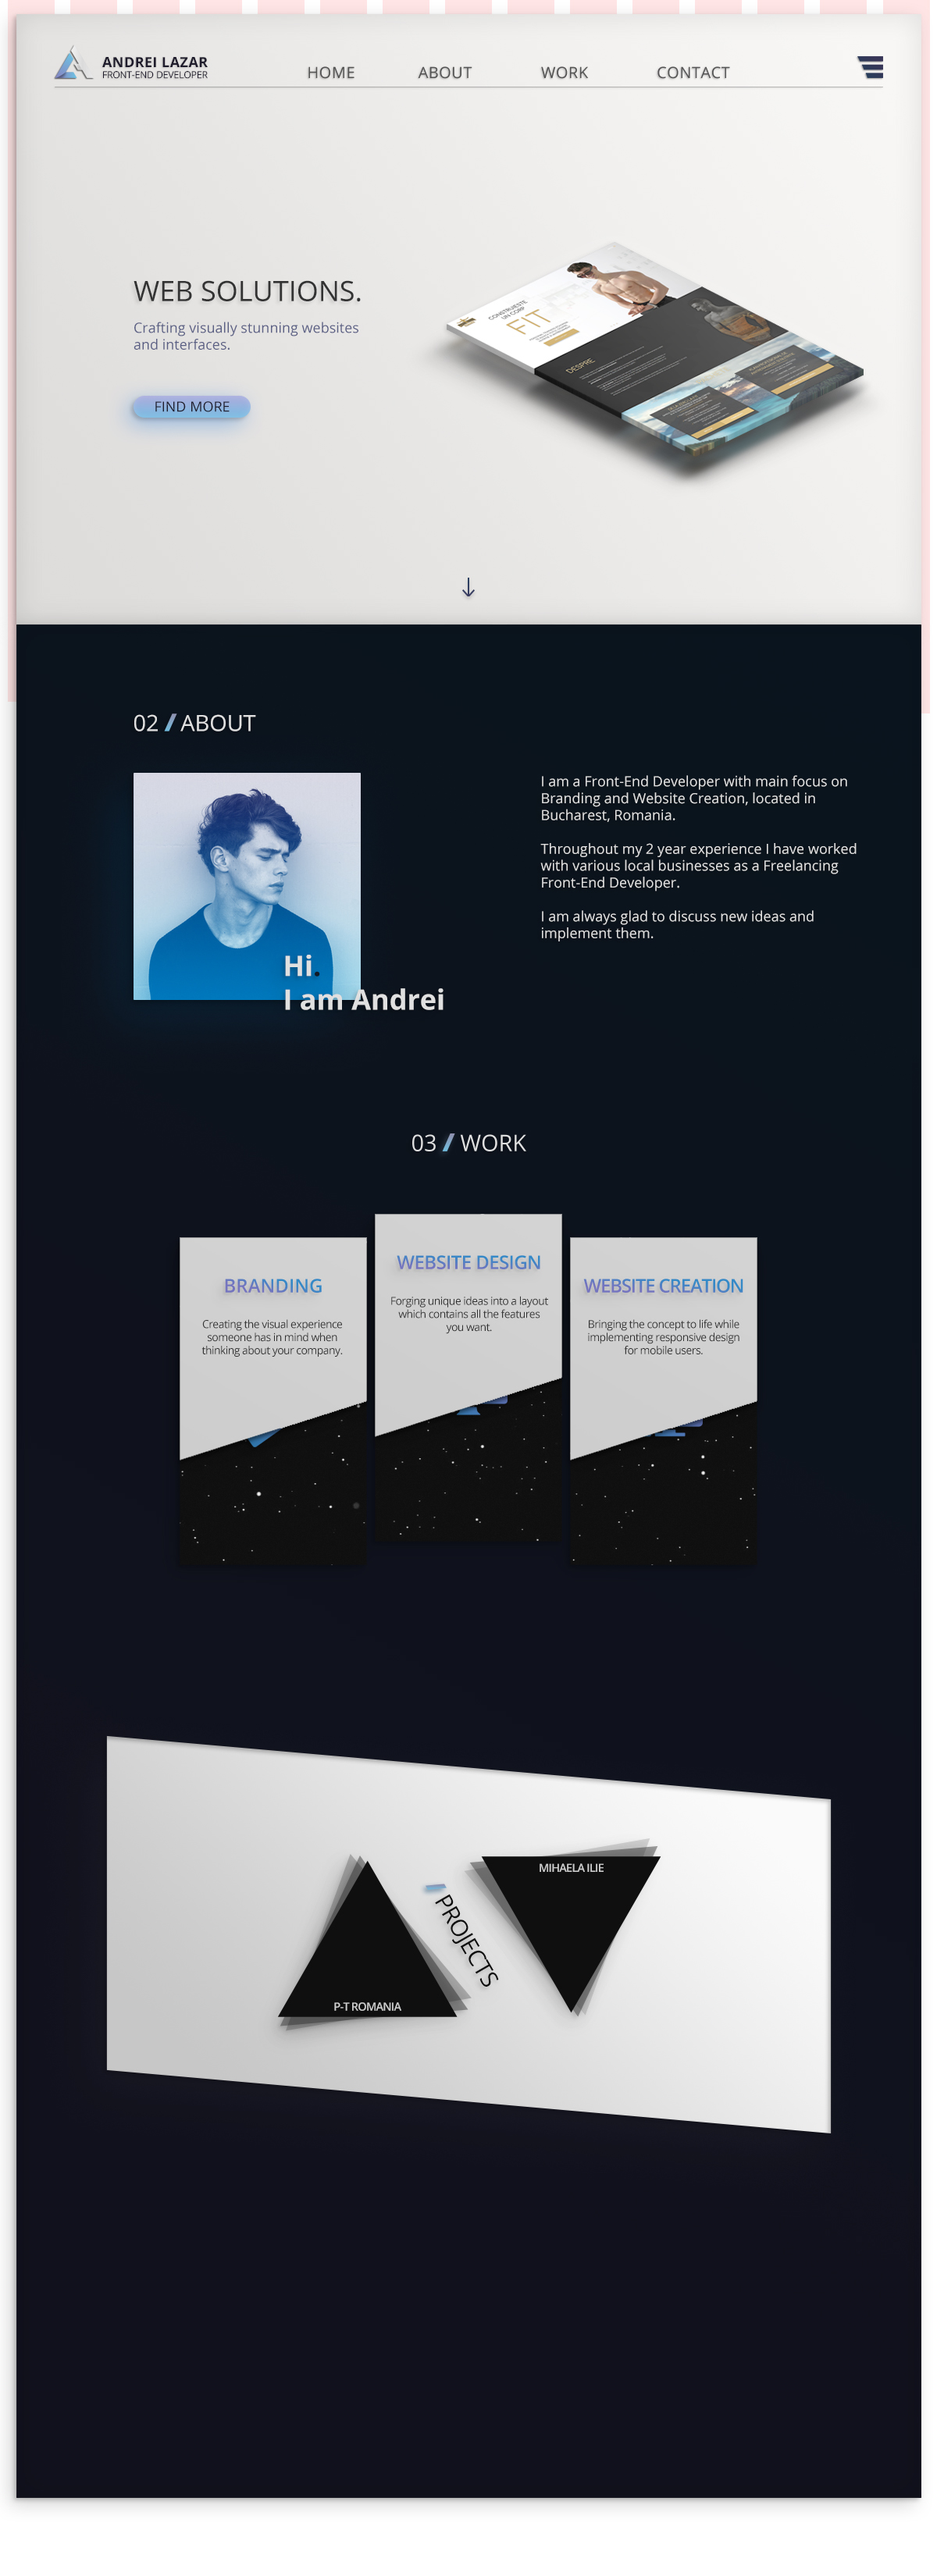 ANDREI LAZAR
FRONT-END DEVELOPER
HOME
ABOUT
WORK
CONTACT
WEB SOLUTIONS.
Crafting visually stunning websites
and interfaces.
FIND MORE
CONSTRUIESTE
UN CORP
FIT
DESPRE
02 / ABOUT
I am a Front-End Developer with main focus on
Branding and Website Creation, located in
Bucharest, Romania.
Throughout my 2 year experience I have worked
with various local businesses as a Freelancing
Front-End Developer.
I am always glad to discuss new ideas and
implement them.
Hi.
I am Andrei
03 / WORK
BRANDING
Creating the visual experience
someone has in mind when
thinking about your company.
WEBSITE DESIGN
Forging unique ideas into a layout
which contains all the features
you want.
WEBSITE CREATION
Bringing the concept to life while
implementing responsive design
for mobile users.
/ PROJECTS
MIHAELA ILIE
P-T ROMANIA